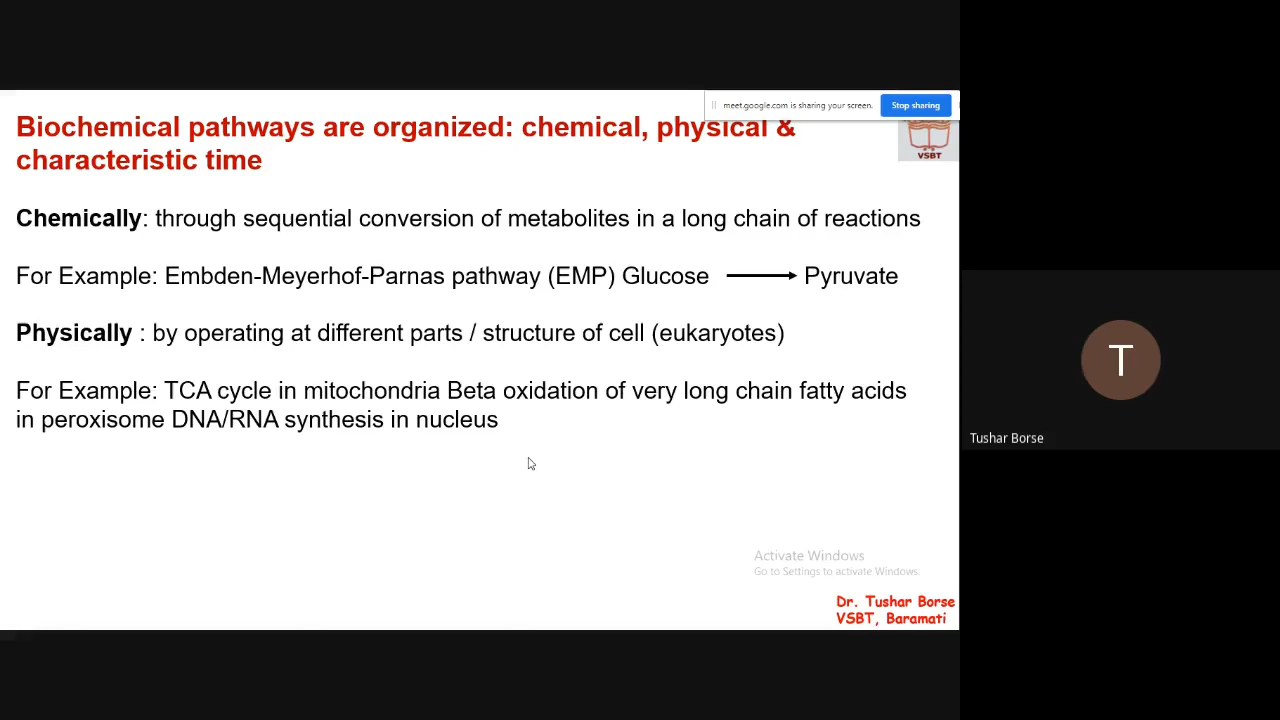 meet.google.com is sharing your screen. Stop sharing
Biochemical pathways are organized: chemical, physical &
characteristic time
VSBT
Chemically: through sequential conversion of metabolites in a long chain of reactions
For Example: Embden-Meyerhof-Parnas pathway (EMP) Glucose Pyruvate
Physically : by operating at different parts / structure of cell (eukaryotes)
For Example: TCA cycle in mitochondria Beta oxidation of very long chain fatty acids
in peroxisome DNA/RNA synthesis in nucleus
Activate Windows
Go to Settings to activate Windows.
Dr. Tushar Borse
VSBT, Baramati
T
Tushar Borse